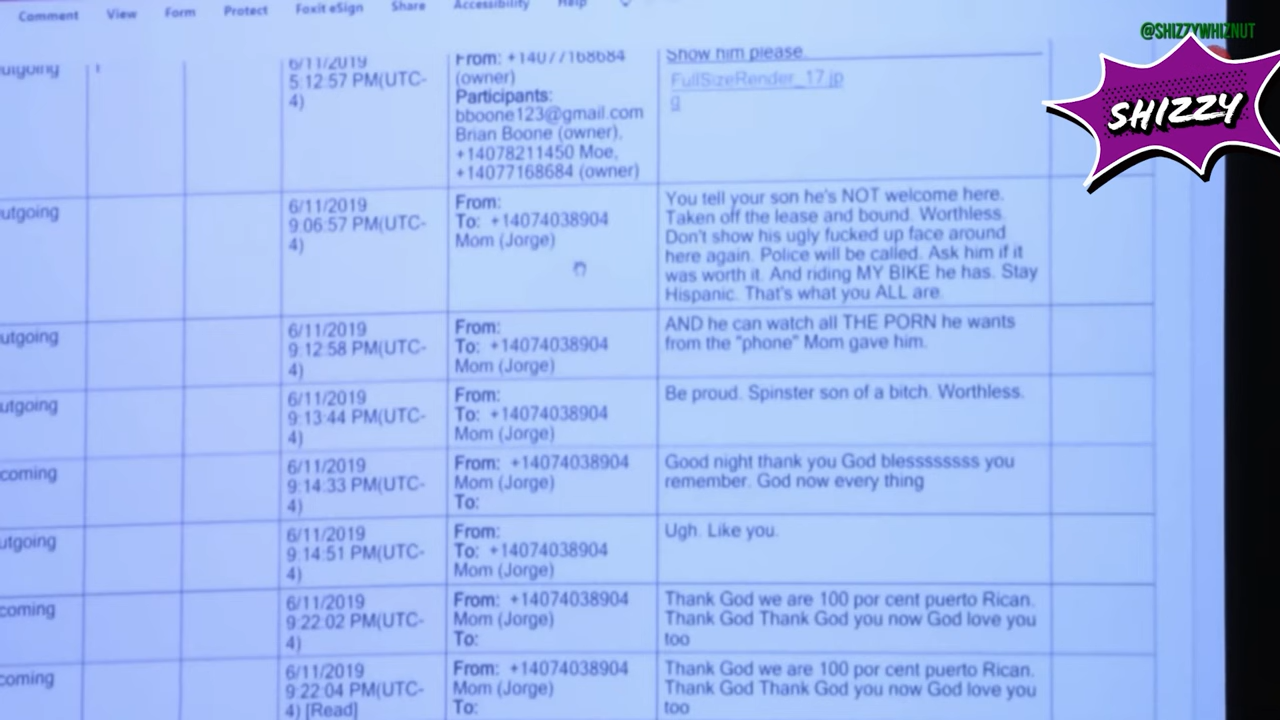 Comment View Form Protect Foxit eSign Share Accessibility Help
@SHIZZYWHIZNUT
SHIZZY
utgoing
6/11/2019
5:12:57 PM(UTC-
4)
From: +14077168684
(owner)
Participants:
bboone123@gmail.com
Brian Boone (owner),
+14078211450 Moe,
+14077168684 (owner)
Show him please.
FullSizeRender_17.jp
g
utgoing
6/11/2019
9:06:57 PM(UTC-
4)
From:
To: +14074038904
Mom (Jorge)
You tell your son he's NOT welcome here.
Taken off the lease and bound. Worthless.
Don't show his ugly fucked up face around
here again. Police will be called. Ask him if it
was worth it. And riding MY BIKE he has. Stay
Hispanic. That's what you ALL are.
utgoing
6/11/2019
9:12:58 PM(UTC-
4)
From:
To: +14074038904
Mom (Jorge)
AND he can watch all THE PORN he wants
from the "phone" Mom gave him.
utgoing
6/11/2019
9:13:44 PM(UTC-
4)
From:
To: +14074038904
Mom (Jorge)
Be proud. Spinster son of a bitch. Worthless.
coming
6/11/2019
9:14:33 PM(UTC-
4)
From: +14074038904
Mom (Jorge)
To:
Good night thank you God blessssssss you
remember. God now every thing
utgoing
6/11/2019
9:14:51 PM(UTC-
4)
From:
To: +14074038904
Mom (Jorge)
Ugh. Like you.
coming
6/11/2019
9:22:02 PM(UTC-
4)
From: +14074038904
Mom (Jorge)
To:
Thank God we are 100 por cent puerto Rican.
Thank God Thank God you now God love you
too
coming
6/11/2019
9:22:04 PM(UTC-
4) [Read]
From: +14074038904
Mom (Jorge)
To:
Thank God we are 100 por cent puerto Rican.
Thank God Thank God you now God love you
too